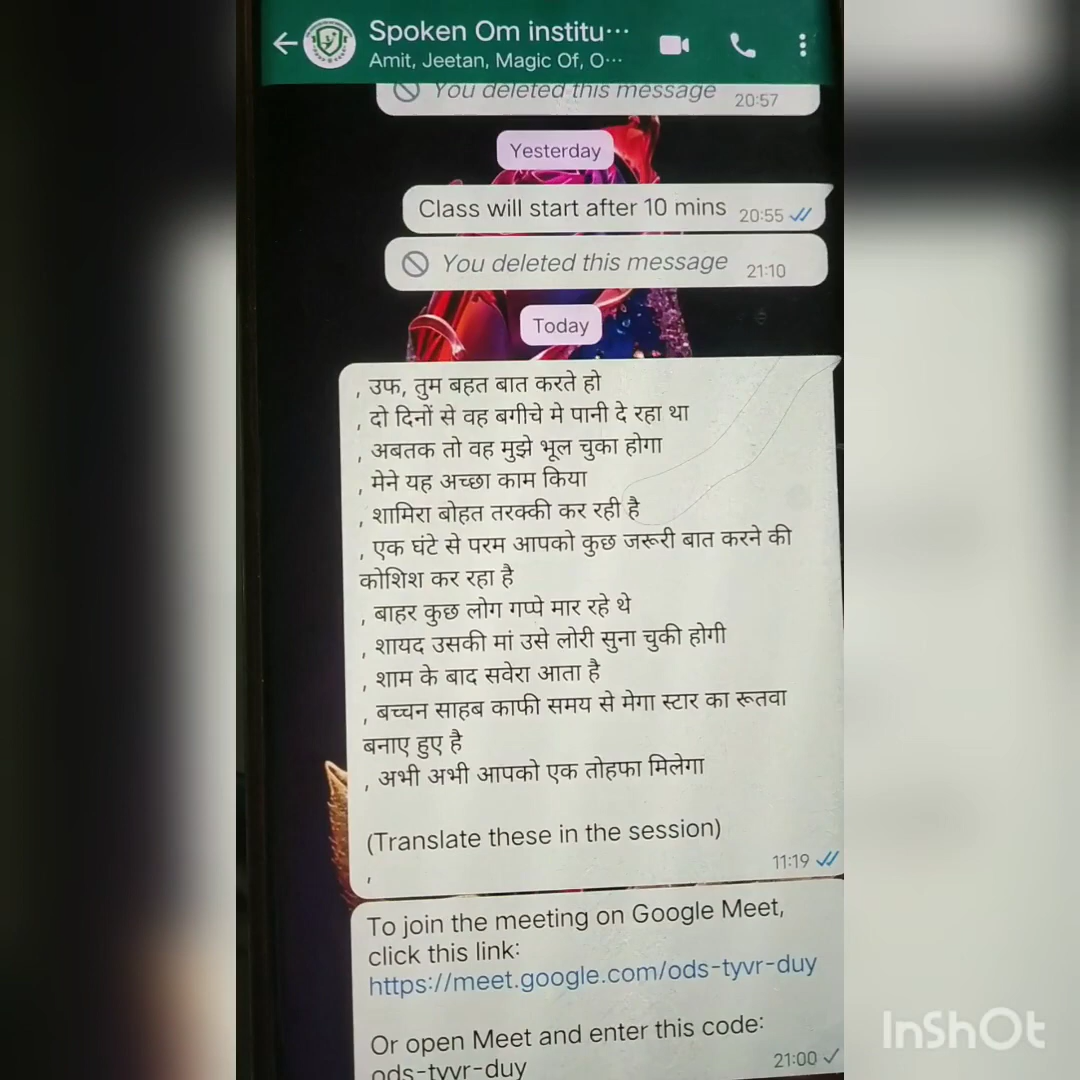 Spoken Om institu...
Amit, Jeetan, Magic Of, O...
You deleted this message 20:57
Yesterday
Class will start after 10 mins 20:55
You deleted this message 21:10
Today
, उफ, तुम बहत बात करते हो
, दो दिनों से वह बगीचे मे पानी दे रहा था
, अबतक तो वह मुझे भूल चुका होगा
, मेने यह अच्छा काम किया
, शामिरा बोहत तरक्की कर रही है
, एक घंटे से परम आपको कुछ जरूरी बात करने की
कोशिश कर रहा है
, बाहर कुछ लोग गप्पे मार रहे थे
, शायद उसकी मां उसे लोरी सुना चुकी होगी
, शाम के बाद सवेरा आता है
, बच्चन साहब काफी समय से मेगा स्टार का रूतवा
बनाए हुए है
, अभी अभी आपको एक तोहफा मिलेगा
(Translate these in the session)
,
11:19
To join the meeting on Google Meet,
click this link:
https://meet.google.com/ods-tyvr-duy
Or open Meet and enter this code:
ods-tyvr-duy
21:00
InShOt